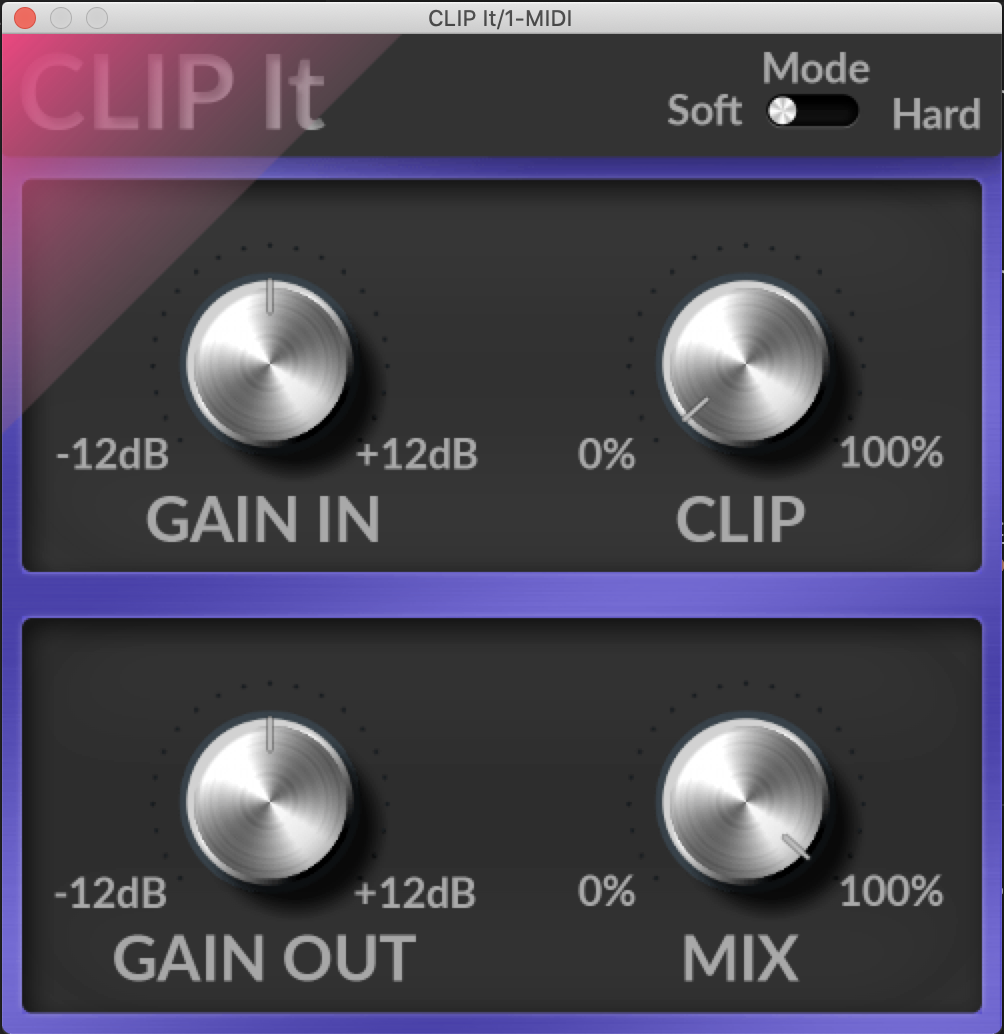 CLIP It/1-MIDI
CLIP It
Mode
Soft Hard
-12dB +12dB 0% 100%
GAIN IN CLIP
-12dB +12dB 0% 100%
GAIN OUT MIX